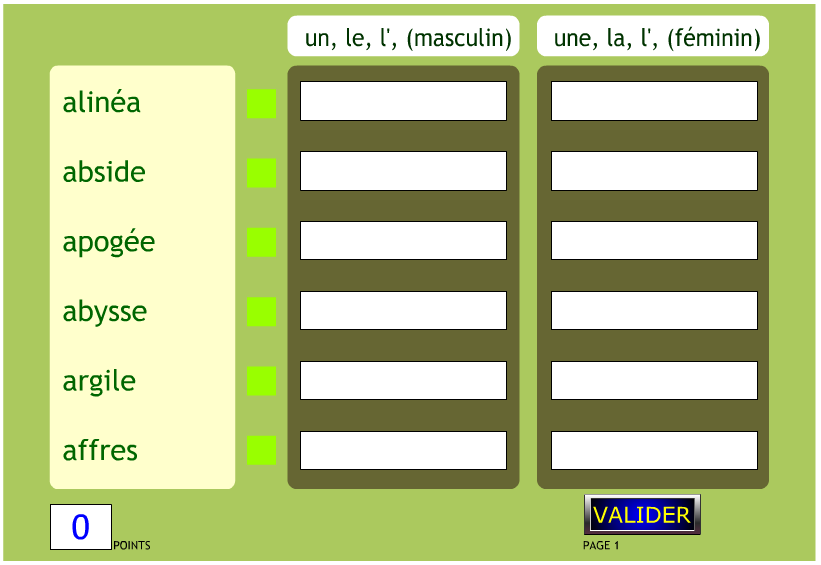 un, le, l', (masculin)
une, la, l', (féminin)
alinéa
abside
apogée
abysse
argile
affres
0
POINTS
VALIDER
PAGE 1